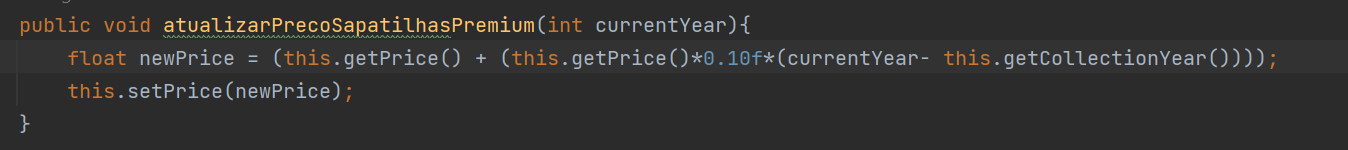 public void atualizarPrecoSapatilhasPremium(int currentYear){
float newPrice = (this.getPrice() + (this.getPrice()*0.10f*(currentYear- this.getCollectionYear())));
this.setPrice(newPrice);
}